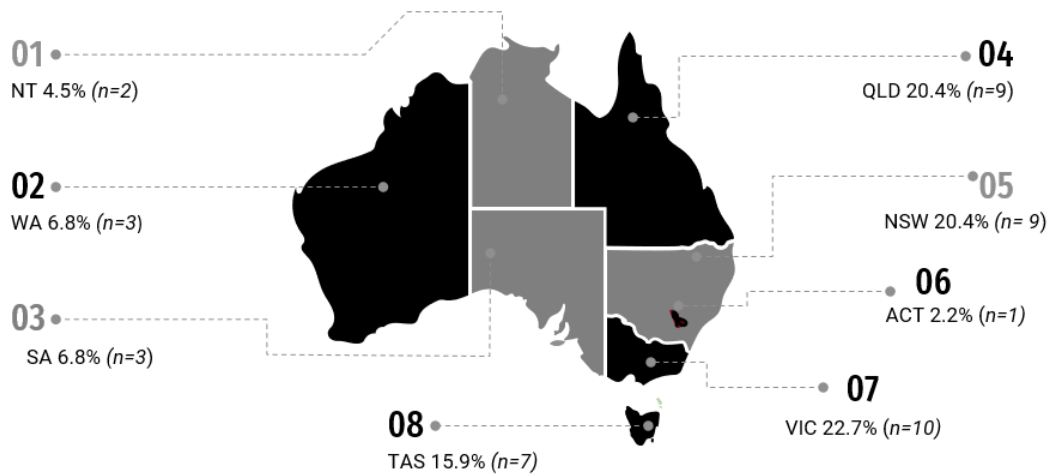 01
NT 4.5% (n=2)
02
WA 6.8% (n=3)
03
SA 6.8% (n=3)
04
QLD 20.4% (n=9)
05
NSW 20.4% (n= 9)
06
ACT 2.2% (n=1)
07
VIC 22.7% (n=10)
08
TAS 15.9% (n=7)